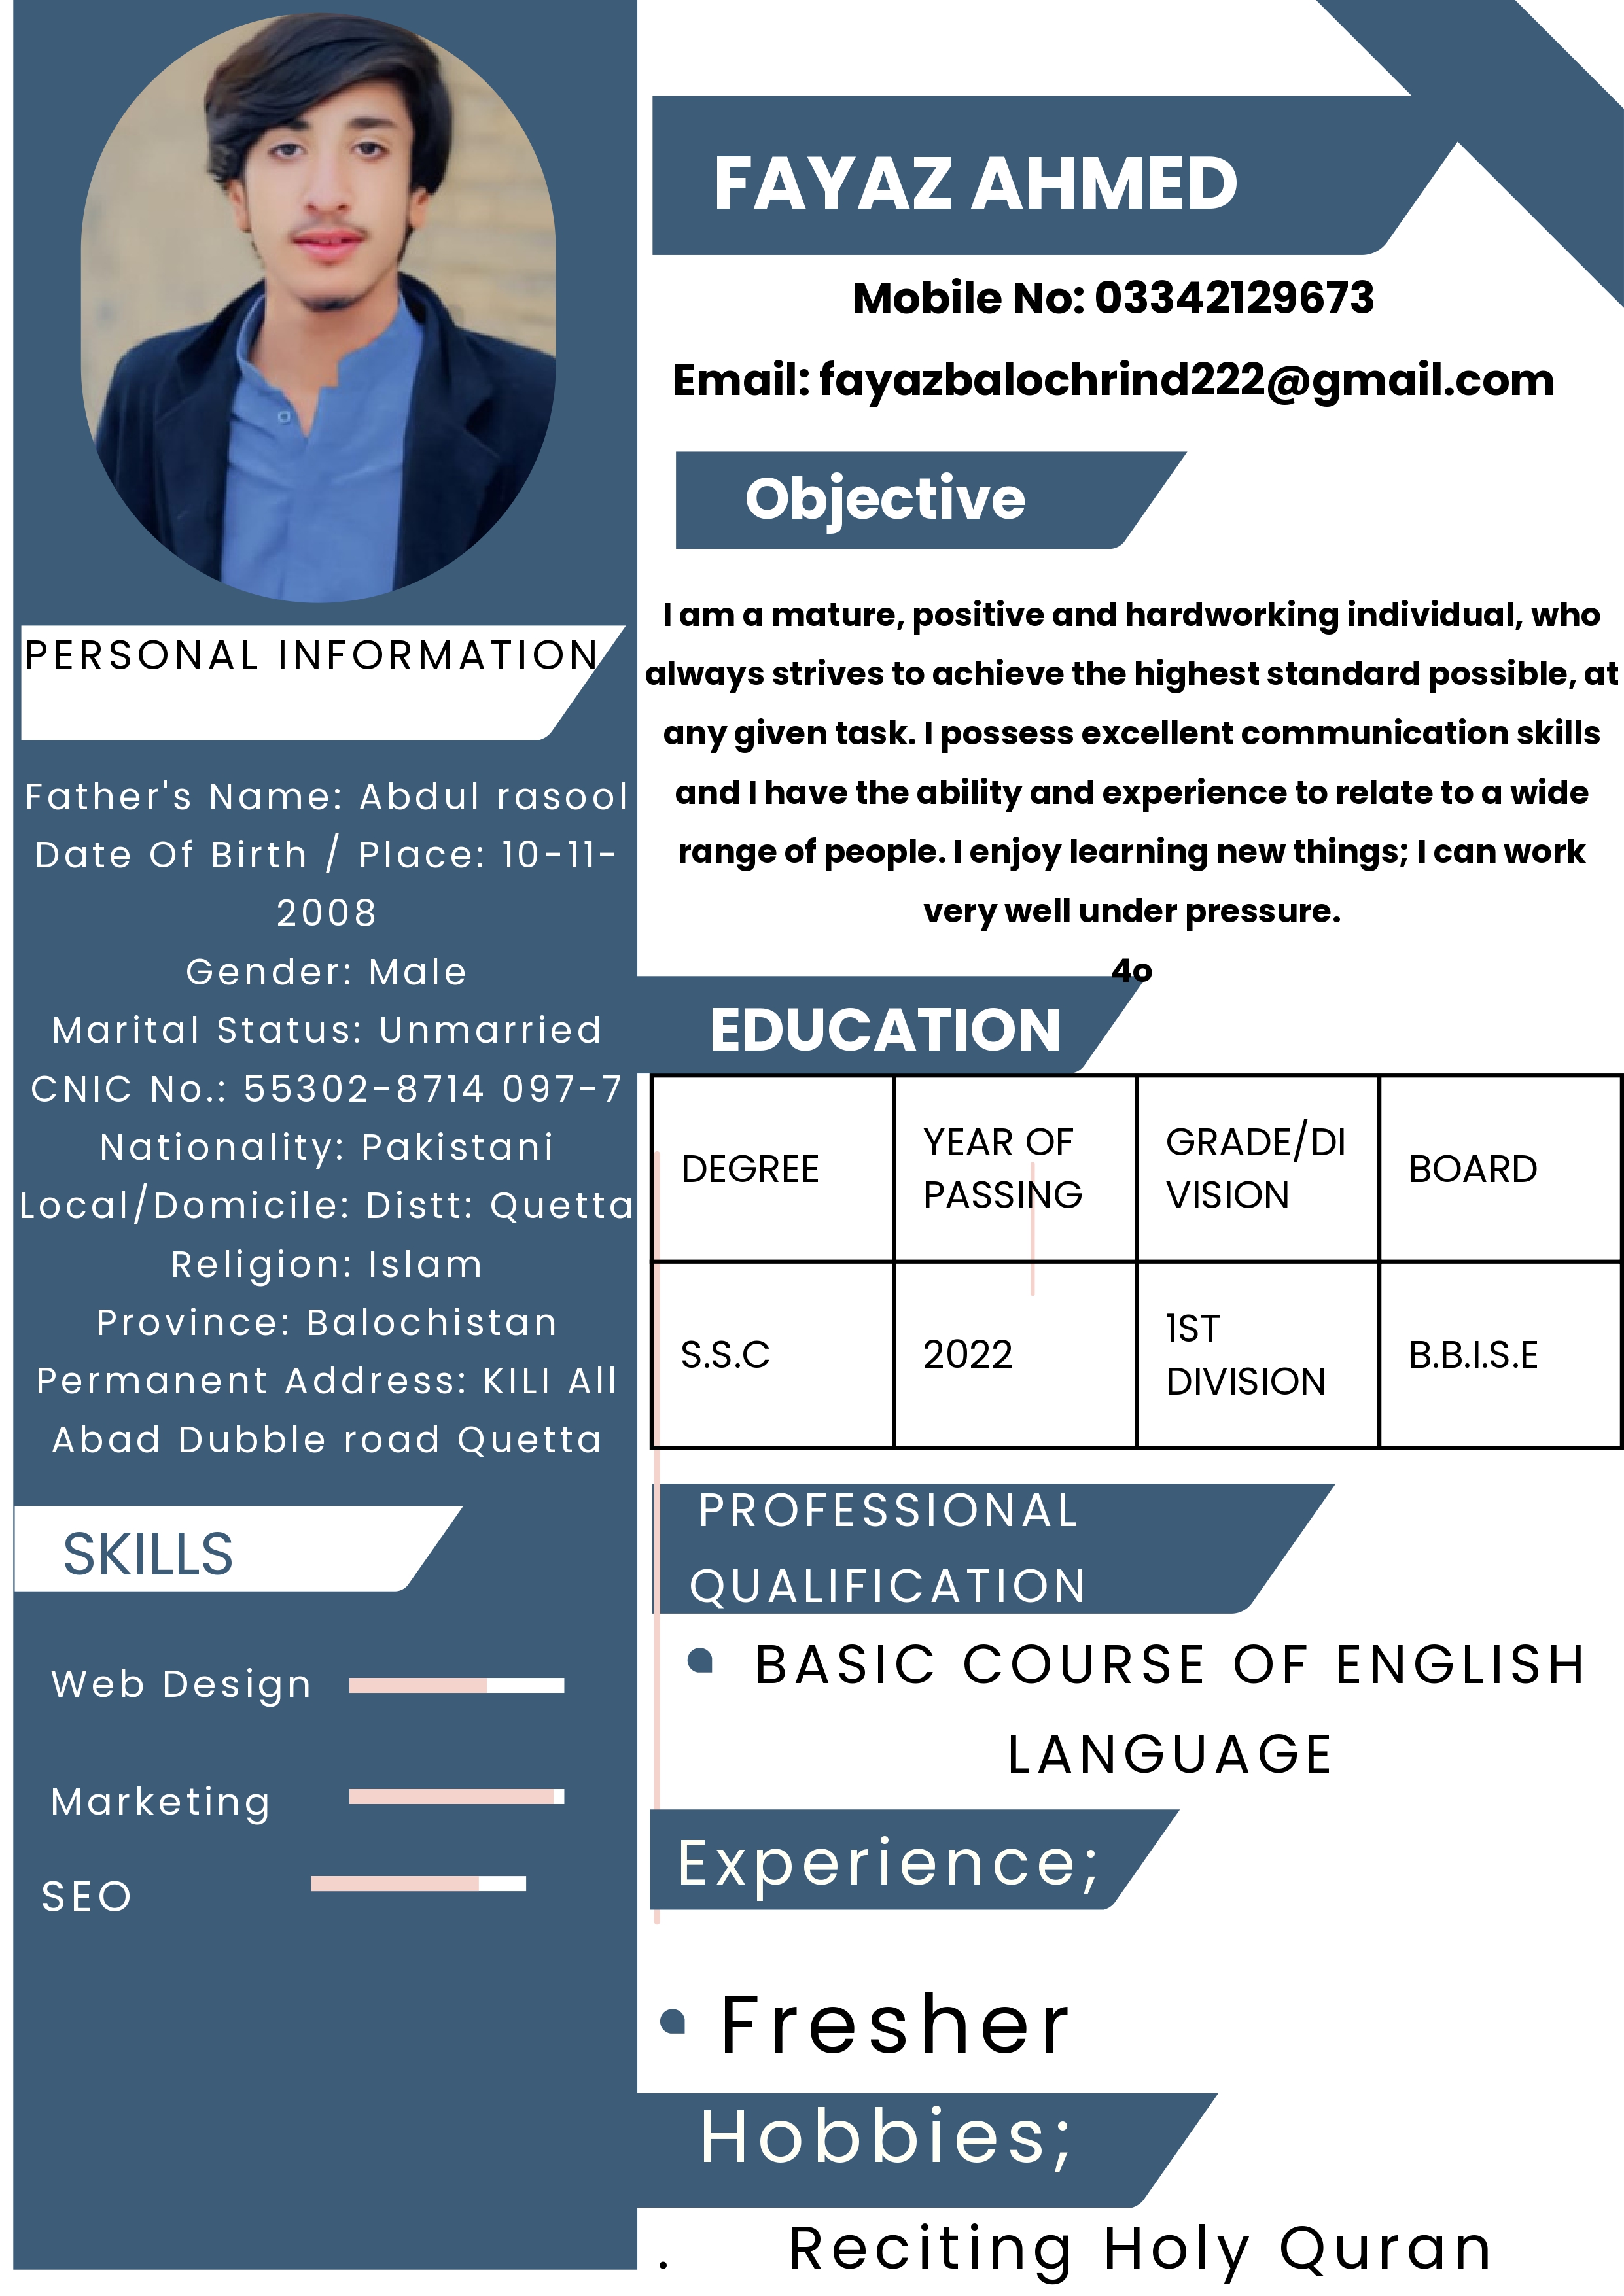 FAYAZ AHMED
Mobile No: 03342129673
Email: fayazbalochrind222@gmail.com
Objective
I am a mature, positive and hardworking individual, who
always strives to achieve the highest standard possible, at
any given task. I possess excellent communication skills
and I have the ability and experience to relate to a wide
range of people. I enjoy learning new things; I can work
very well under pressure.
4o
EDUCATION
DEGREE
YEAR OF
PASSING
GRADE/DI
VISION
BOARD
S.S.C
2022
1ST
DIVISION
B.B.I.S.E
PROFESSIONAL
QUALIFICATION
BASIC COURSE OF ENGLISH
LANGUAGE
Experience;
Fresher
Hobbies;
. Reciting Holy Quran
PERSONAL INFORMATION
Father's Name: Abdul rasool
Date Of Birth / Place: 10-11-
2008
Gender: Male
Marital Status: Unmarried
CNIC No.: 55302-8714 097-7
Nationality: Pakistani
Local/Domicile: Distt: Quetta
Religion: Islam
Province: Balochistan
Permanent Address: KILI All
Abad Dubble road Quetta
SKILLS
Web Design
Marketing
SEO